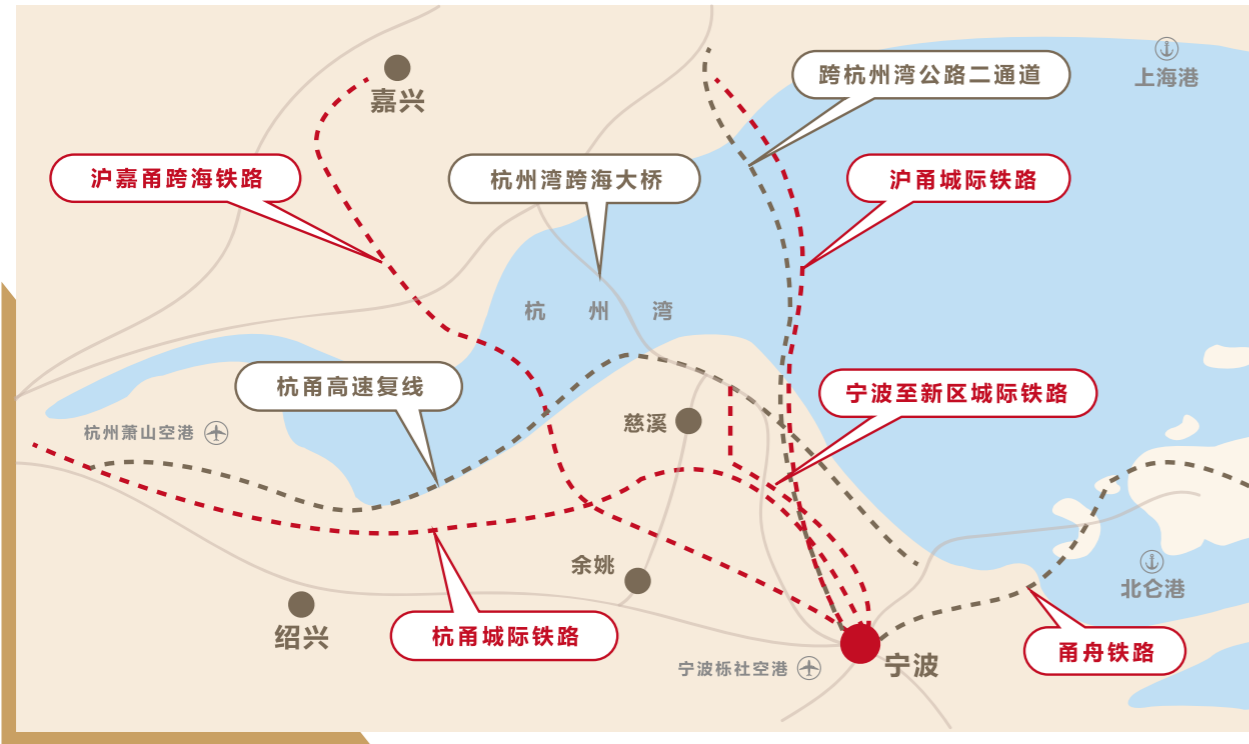 上海港
跨杭州湾公路二通道
嘉兴
沪嘉甬跨海铁路
杭州湾跨海大桥
沪甬城际铁路
杭州湾
杭甬高速复线
宁波至新区城际铁路
慈溪
杭州萧山空港
余姚
北仑港
绍兴
杭甬城际铁路
宁波栎社空港
宁波
甬舟铁路